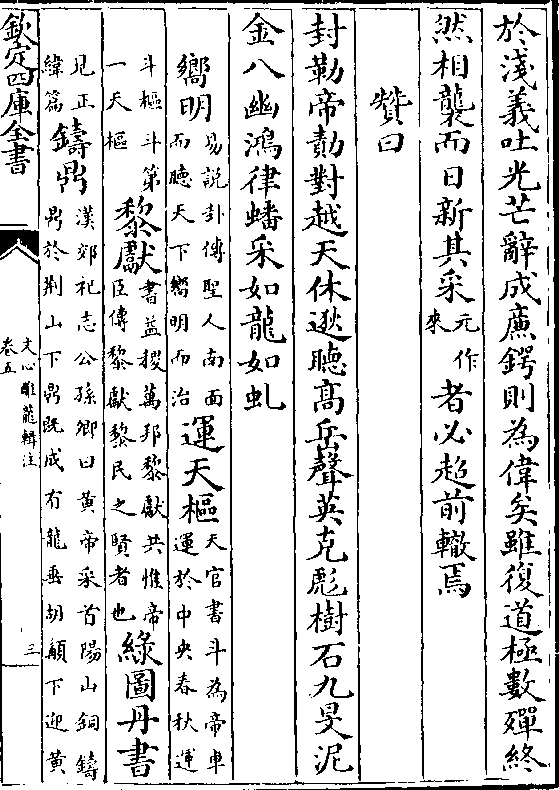 於淺義吐光芒辭成廉鍔則為偉矣雖復道極數殫終
然相襲而日新其采元作來者必超前轍焉
贊曰
封勒帝勣對越天休逖聽高岳聲英克彪樹石九旻泥
金八幽鴻律蟠采如龍如虬
嚮明易說卦傳聖人南面而聽天下嚮明而治運天樞天官書斗為帝車運於中央春秋運
斗樞斗第一天樞黎獻書益稷萬邦黎獻共惟帝臣傳黎獻黎民之賢者也綠圖丹書
見正緯篇鑄鼎漢郊祀志公孫卿曰黃帝采首陽山銅鑄鼎於荆山下鼎既成有龍垂胡䫇下迎黃
欽定四庫全書
文心雕龍輯注
卷五
三